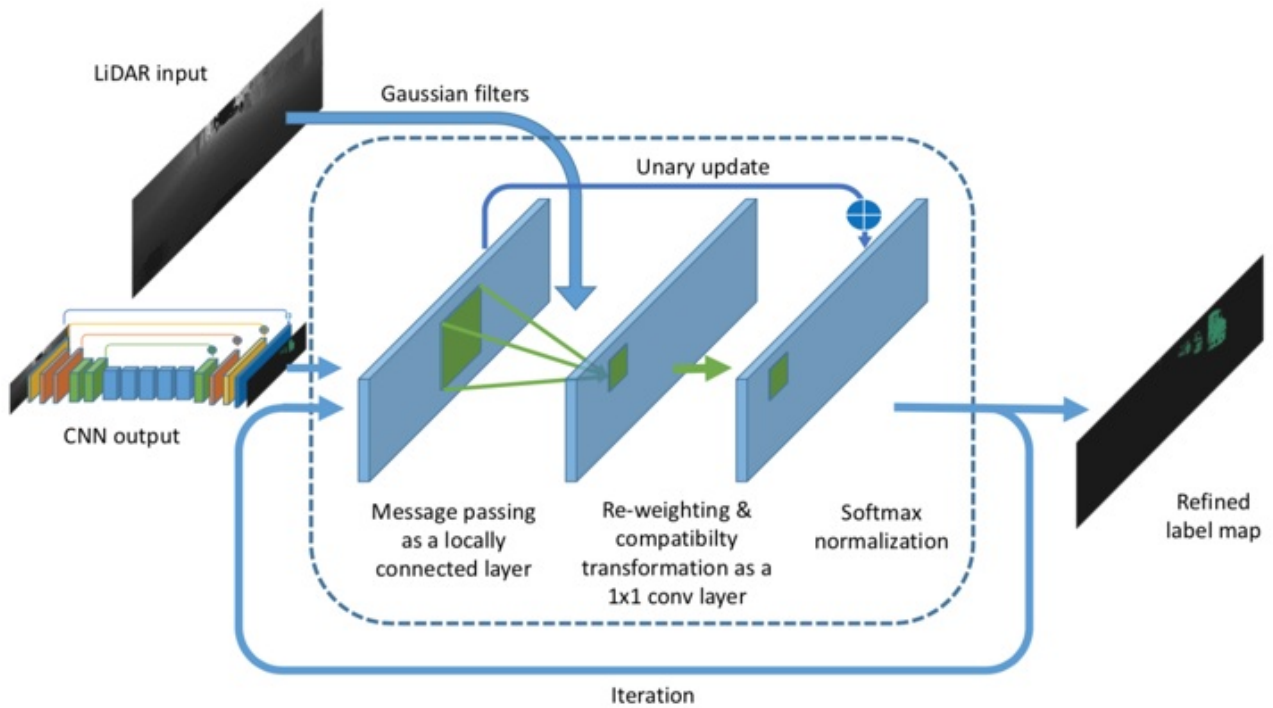 LiDAR input
Gaussian filters
Unary update
CNN output
Message passing
as a locally
connected layer
Re-weighting &
compatibilty
transformation as a
1x1 conv layer
Softmax
normalization
Refined
label map
Iteration